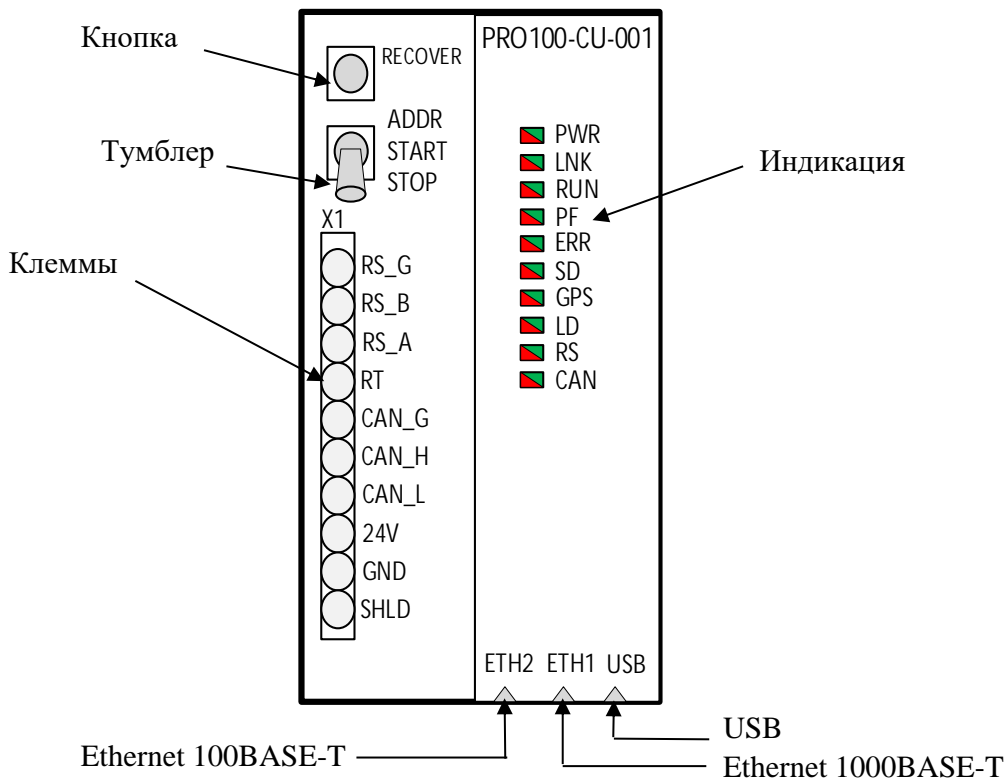 Кнопка
RECOVER
PRO100-CU-001
Тумблер
ADDR
START
STOP
PWR
LNK
RUN
PF
ERR
SD
GPS
LD
RS
CAN
Индикация
X1
Клеммы
RS_G
RS_B
RS_A
RT
CAN_G
CAN_H
CAN_L
24V
GND
SHLD
ETH2 ETH1 USB
Ethernet 100BASE-T
USB
Ethernet 1000BASE-T